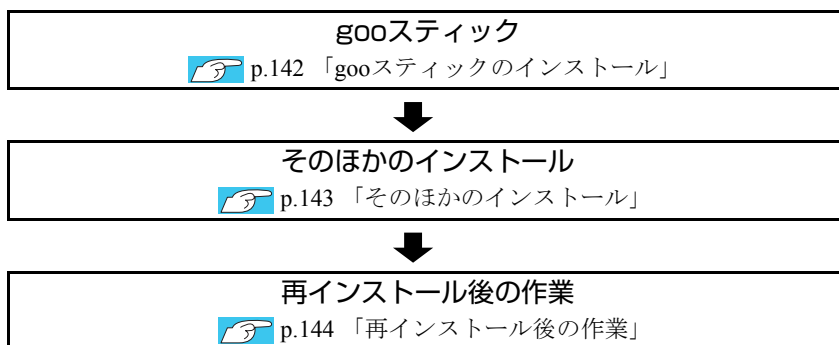 gooスティック
p.142 「gooスティックのインストール」
そのほかのインストール
p.143 「そのほかのインストール」
再インストール後の作業
p.144 「再インストール後の作業」